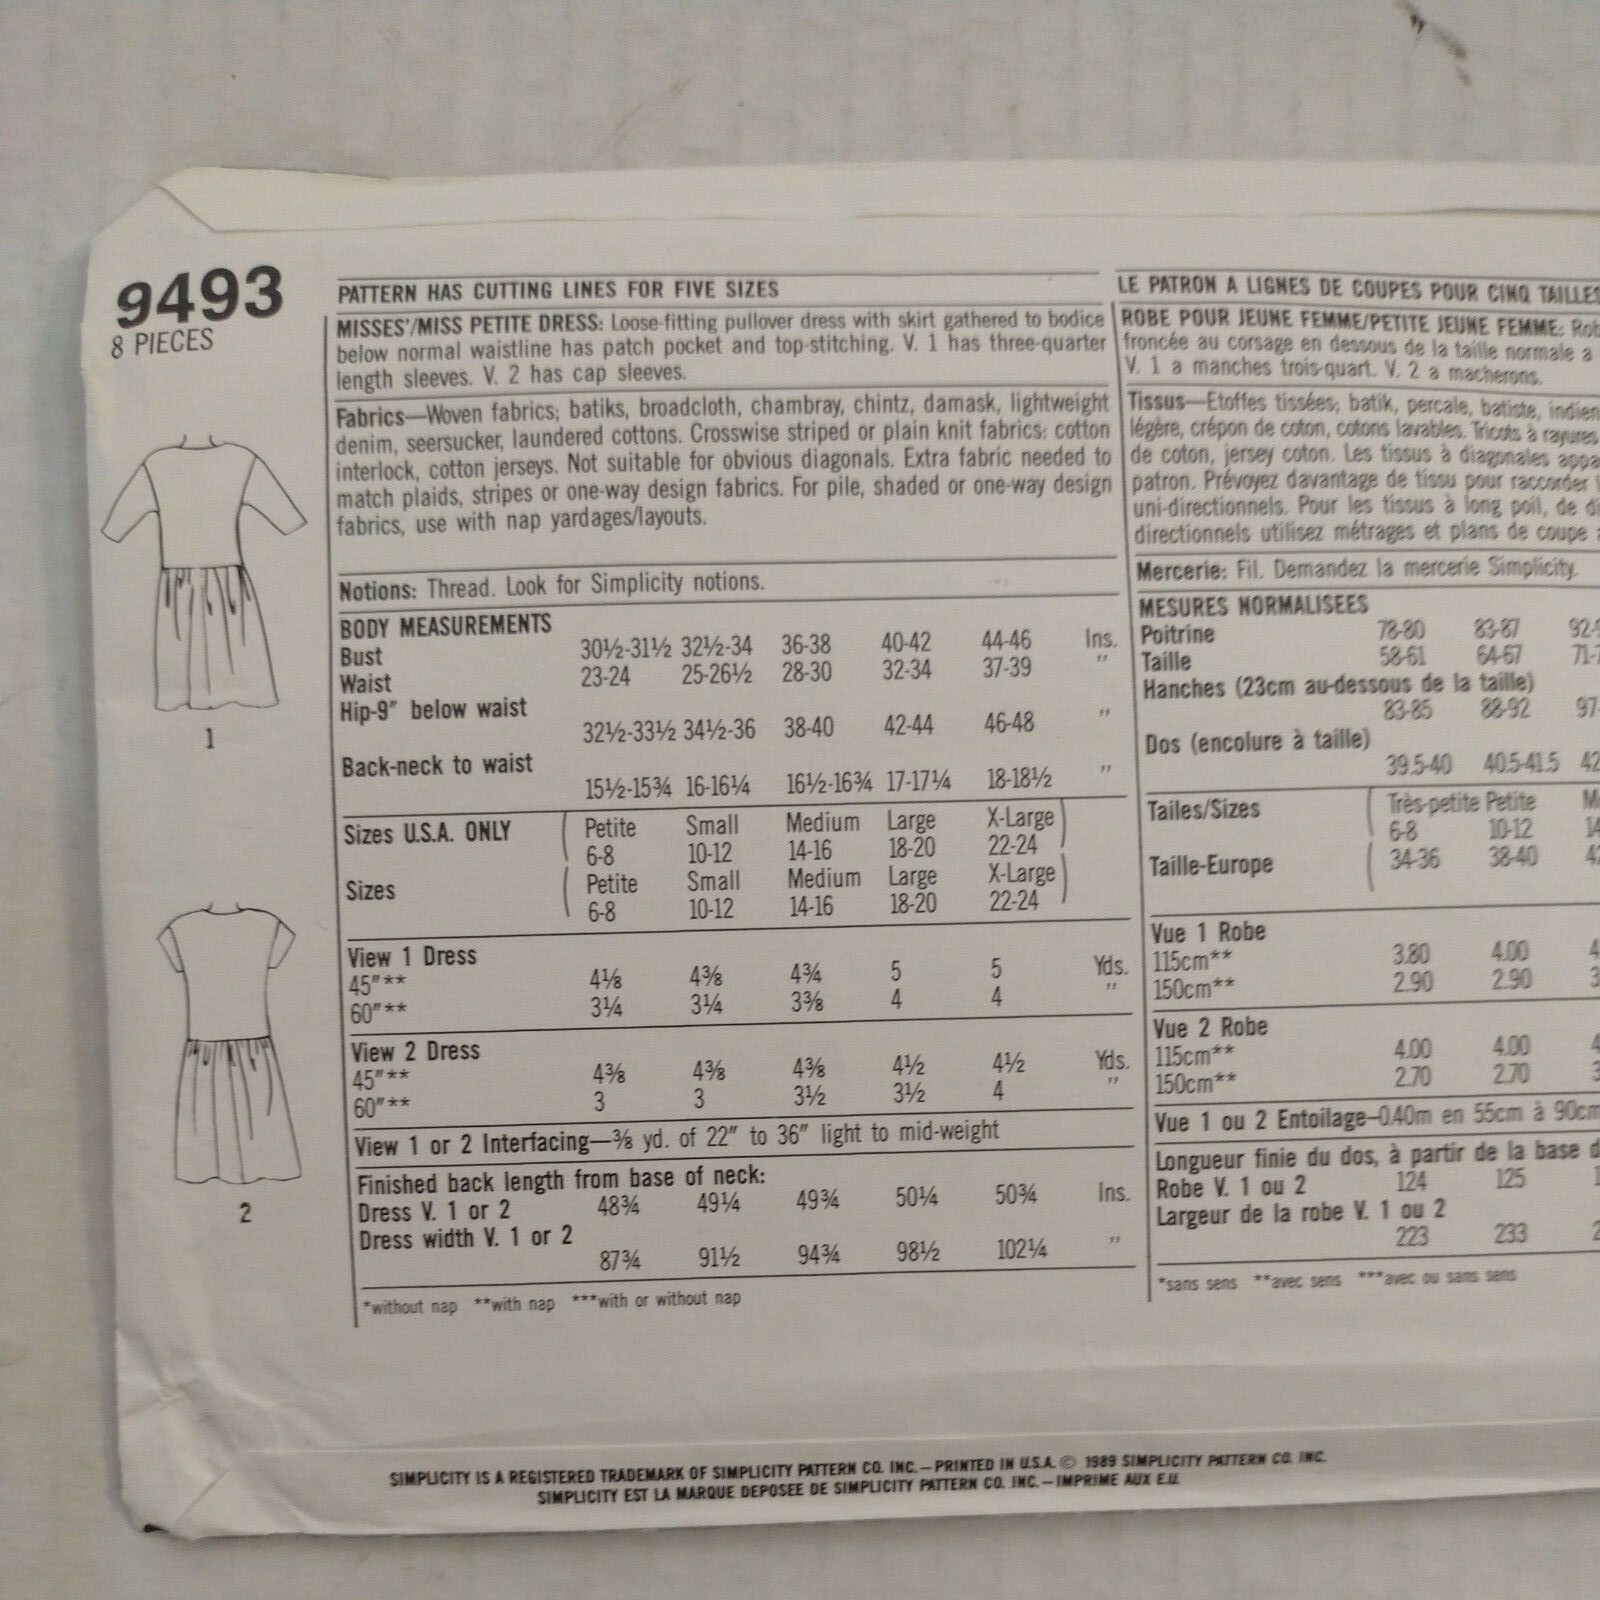 9493
8 PIECES
1
2
PATTERN HAS CUTTING LINES FOR FIVE SIZES
MISSES'/MISS PETITE DRESS: Loose-fitting pullover dress with skirt gathered to bodice
below normal waistline has patch pocket and top-stitching. V. 1 has three-quarter
length sleeves. V. 2 has cap sleeves.
Fabrics—Woven fabrics; batiks, broadcloth, chambray, chintz, damask, lightweight
denim, seersucker, laundered cottons. Crosswise striped or plain knit fabrics: cotton
interlock, cotton jerseys. Not suitable for obvious diagonals. Extra fabric needed to
match plaids, stripes or one-way design fabrics. For pile, shaded or one-way design
fabrics, use with nap yardages/layouts.
Notions: Thread. Look for Simplicity notions.
BODY MEASUREMENTS
Bust 30½-31½ 32½-34 36-38 40-42 44-46 Ins.
Waist 23-24 25-26½ 28-30 32-34 37-39 "
Hip-9" below waist
32½-33½ 34½-36 38-40 42-44 46-48 "
Back-neck to waist
15½-15¾ 16-16¼ 16½-16¾ 17-17¼ 18-18½ "
Sizes U.S.A. ONLY ( Petite Small Medium Large X-Large )
6-8 10-12 14-16 18-20 22-24
Sizes ( Petite Small Medium Large X-Large )
6-8 10-12 14-16 18-20 22-24
View 1 Dress
45"** 4⅛ 4⅜ 4¾ 5 5 Yds.
60"** 3¼ 3¼ 3⅜ 4 4 "
View 2 Dress
45"** 4⅜ 4⅜ 4⅜ 4½ 4½ Yds.
60"** 3 3 3½ 3½ 4 "
View 1 or 2 Interfacing—⅜ yd. of 22" to 36" light to mid-weight
Finished back length from base of neck:
Dress V. 1 or 2 48¾ 49¼ 49¾ 50¼ 50¾ Ins.
Dress width V. 1 or 2
87¾ 91½ 94¾ 98½ 102¼ "
*without nap **with nap ***with or without nap
LE PATRON A LIGNES DE COUPES POUR CINQ TAILLES
ROBE POUR JEUNE FEMME/PETITE JEUNE FEMME: Rob
froncée au corsage en dessous de la taille normale a
V. 1 a manches trois-quart. V. 2 a macherons.
Tissus—Etoffes tissées; batik, percale, batiste, indien
légère, crépon de coton, cotons lavables. Tricots à rayures
de coton, jersey coton. Les tissus à diagonales appa
patron. Prévoyez davantage de tissu pour raccorder
uni-directionnels. Pour les tissus à long poil, de d
directionnels utilisez métrages et plans de coupe
Mercerie: Fil. Demandez la mercerie Simplicity.
MESURES NORMALISEES
Poitrine 78-80 83-87 92-
Taille 58-61 64-67 71-
Hanches (23cm au-dessous de la taille)
83-85 88-92 97-
Dos (encolure à taille)
39.5-40 40.5-41.5 42
Tailes/Sizes ( Très-petite Petite M
6-8 10-12 14
Taille-Europe ( 34-36 38-40 42
Vue 1 Robe
115cm** 3.80 4.00 4
150cm** 2.90 2.90 3
Vue 2 Robe
115cm** 4.00 4.00 4
150cm** 2.70 2.70 3
Vue 1 ou 2 Entoilage—0.40m en 55cm à 90cm
Longueur finie du dos, à partir de la base d
Robe V. 1 ou 2 124 125 1
Largeur de la robe V. 1 ou 2
223 233 2
*sans sens **avec sens ***avec ou sans sens
SIMPLICITY IS A REGISTERED TRADEMARK OF SIMPLICITY PATTERN CO. INC.—PRINTED IN U.S.A. © 1989 SIMPLICITY PATTERN CO. INC.
SIMPLICITY EST LA MARQUE DEPOSEE DE SIMPLICITY PATTERN CO. INC.—IMPRIME AUX E.U.